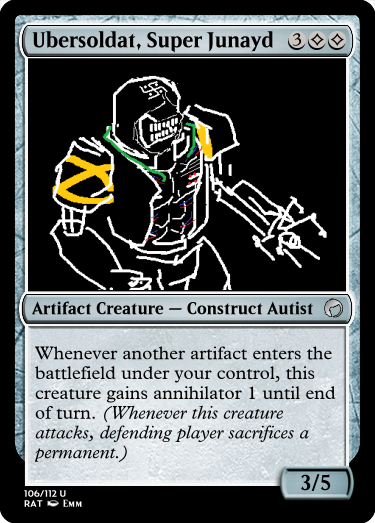 Ubersoldat, Super Junayd 3
Artifact Creature — Construct Autist
Whenever another artifact enters the
battlefield under your control, this
creature gains annihilator 1 until end
of turn. (Whenever this creature
attacks, defending player sacrifices a
permanent.)
3/5
106/112 U
RAT Emm